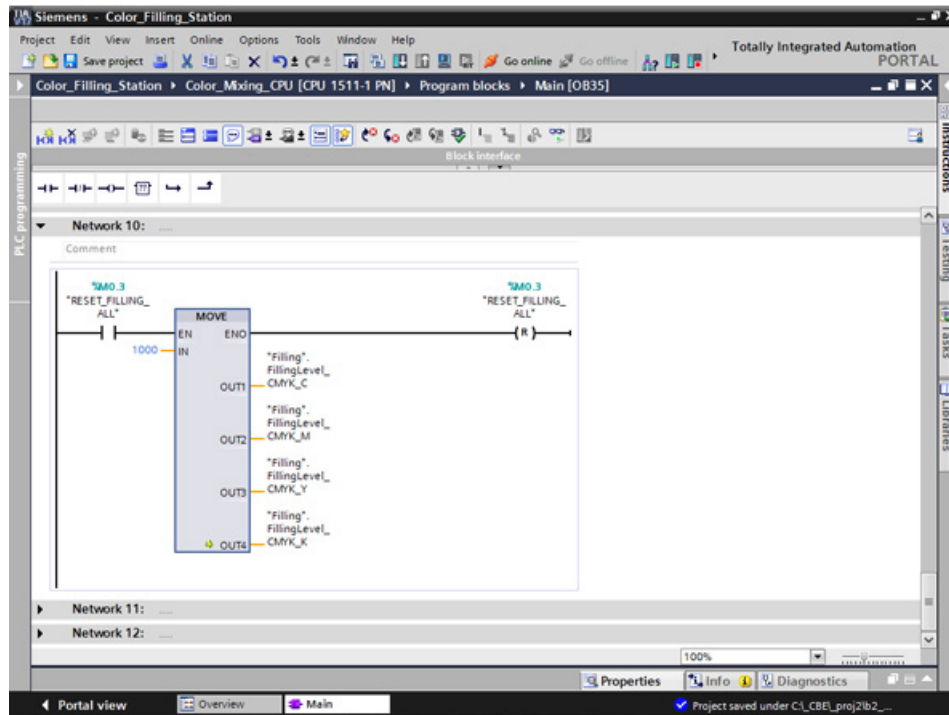 Siemens - Color_Filling_Station
Project Edit View Insert Online Options Tools Window Help
Totally Integrated Automation
PORTAL
Save project
Go online
Go offline
Color_Filling_Station ▸ Color_Mixing_CPU [CPU 1511-1 PN] ▸ Program blocks ▸ Main [OB35]
Block interface
PLC programming
Instructions
Testing
Tasks
Libraries
Network 10: .....
Comment
%M0.3
"RESET_FILLING_
ALL"
MOVE
EN ENO
1000 IN
%M0.3
"RESET_FILLING_
ALL"
R
OUT1
"Filling".
FillingLevel_
CMYK_C
OUT2
"Filling".
FillingLevel_
CMYK_M
OUT3
"Filling".
FillingLevel_
CMYK_Y
OUT4
"Filling".
FillingLevel_
CMYK_K
Network 11: .....
Network 12: .....
100%
Properties
Info
Diagnostics
Portal view
Overview
Main
Project saved under C:\_CBE\_proj2\b2_...